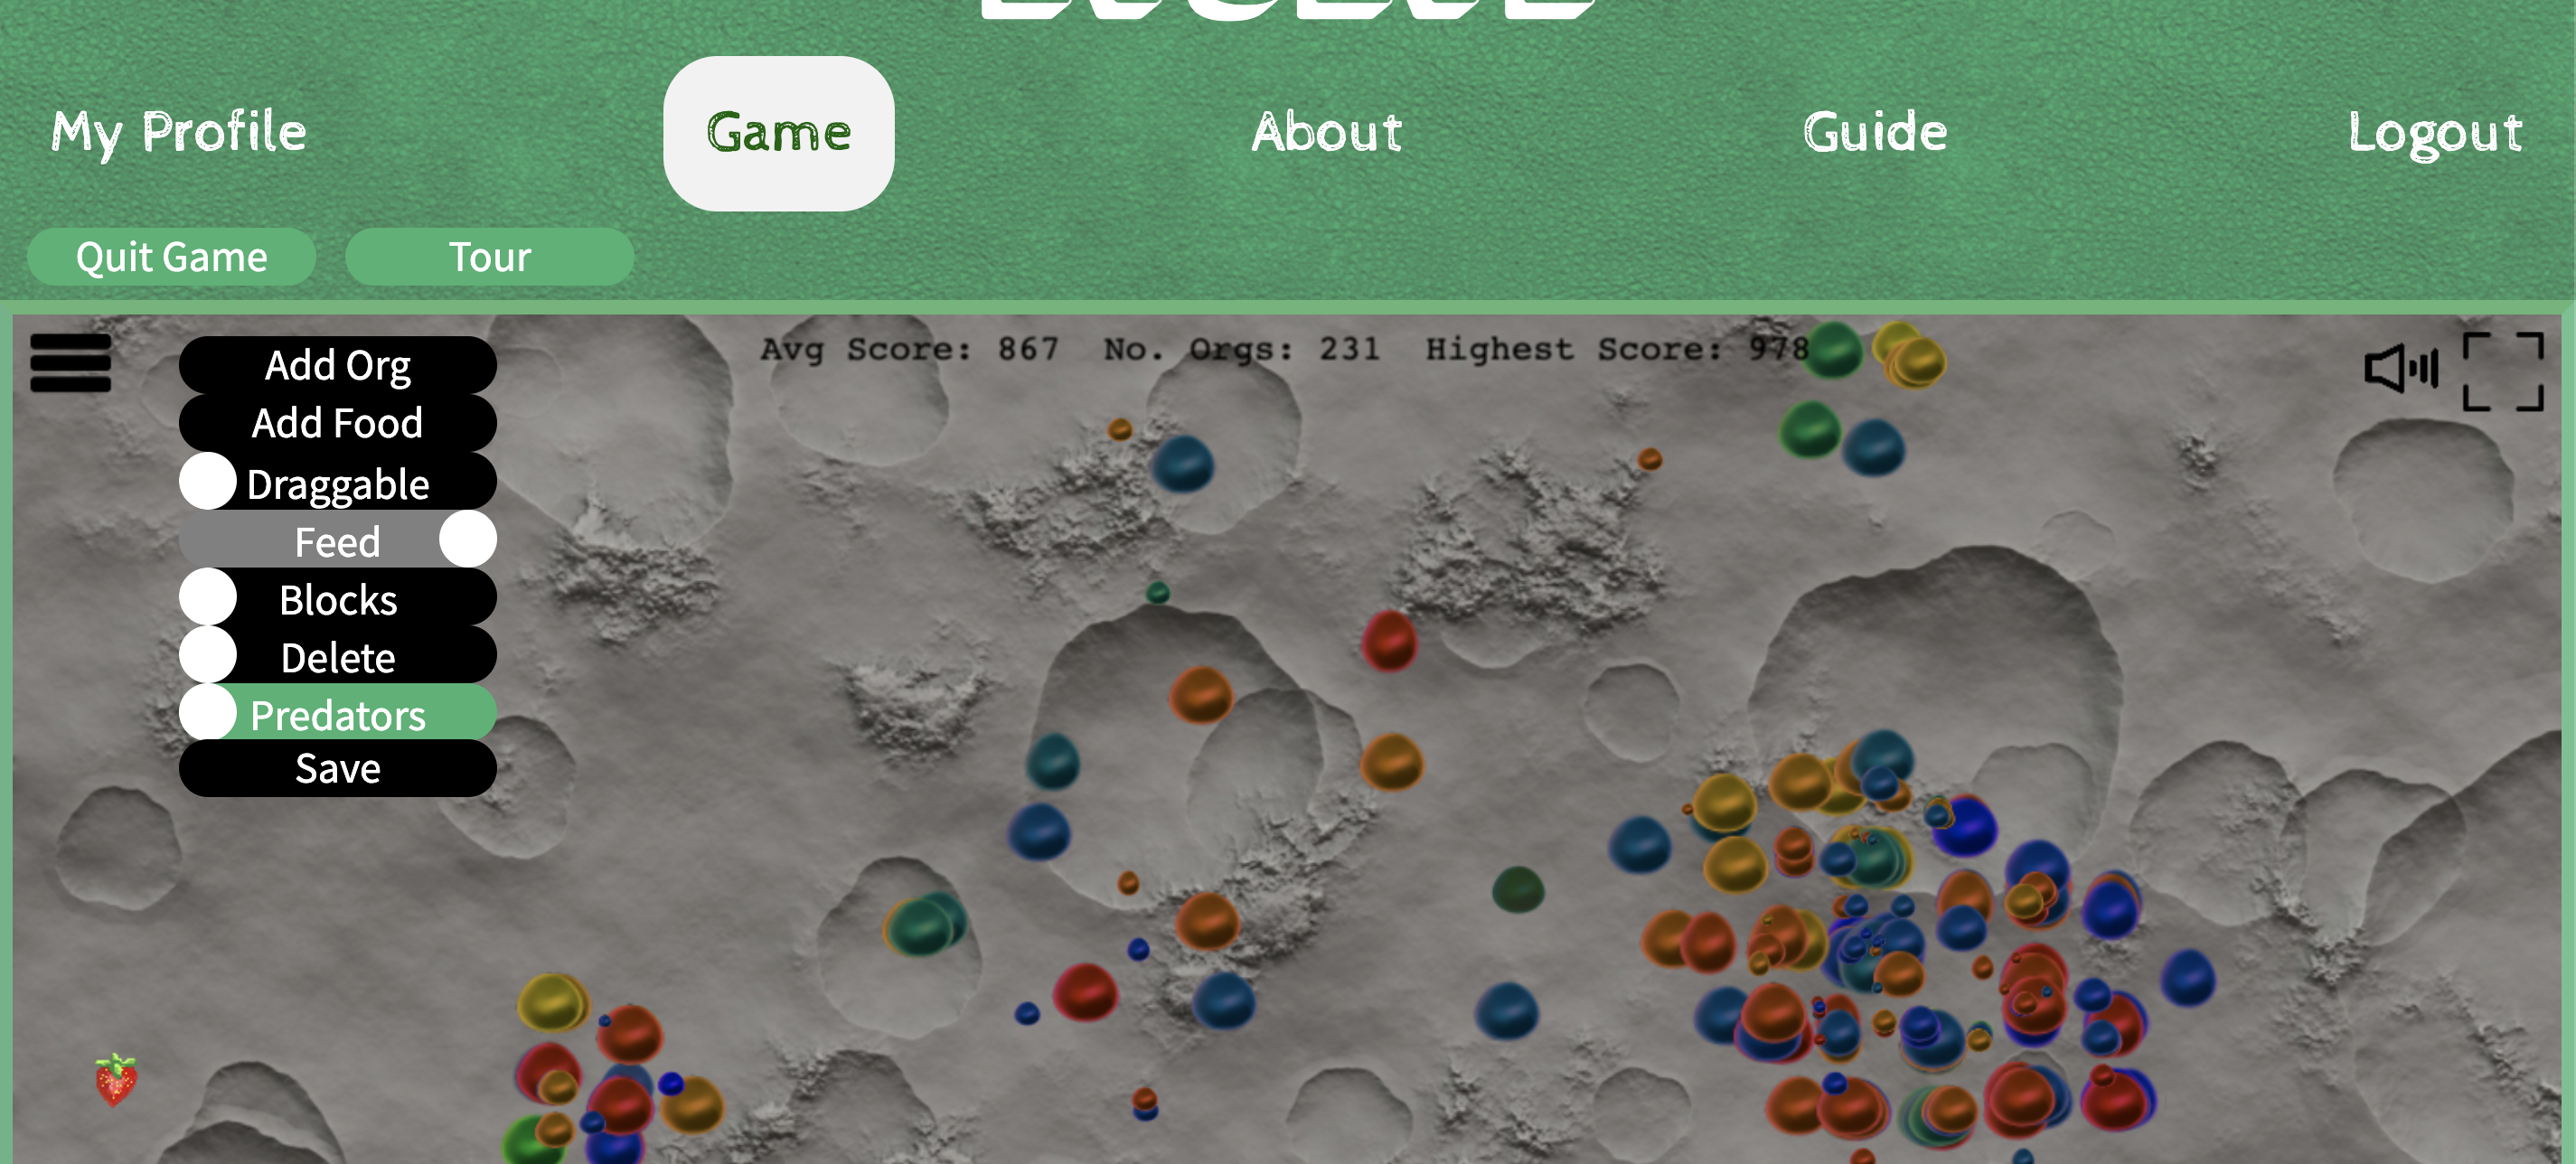 My Profile
Game
About
Guide
Logout
Quit Game
Tour
Avg Score: 867 No. Orgs: 231 Highest Score: 978
Add Org
Add Food
Draggable
Feed
Blocks
Delete
Predators
Save